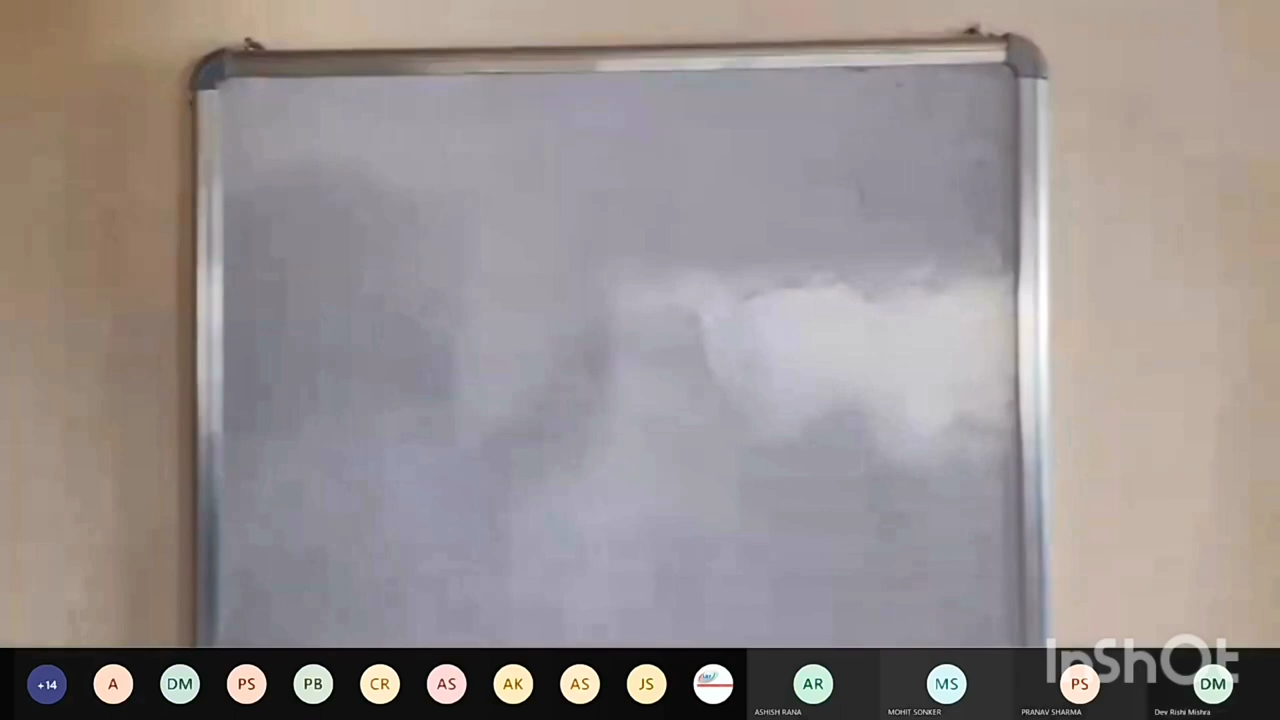 InShOt
+14 A DM PS PB CR AS AK AS JS AR MS PS DM
ASHISH RANA MOHIT SONKER PRANAV SHARMA Dev Rishi Mishra